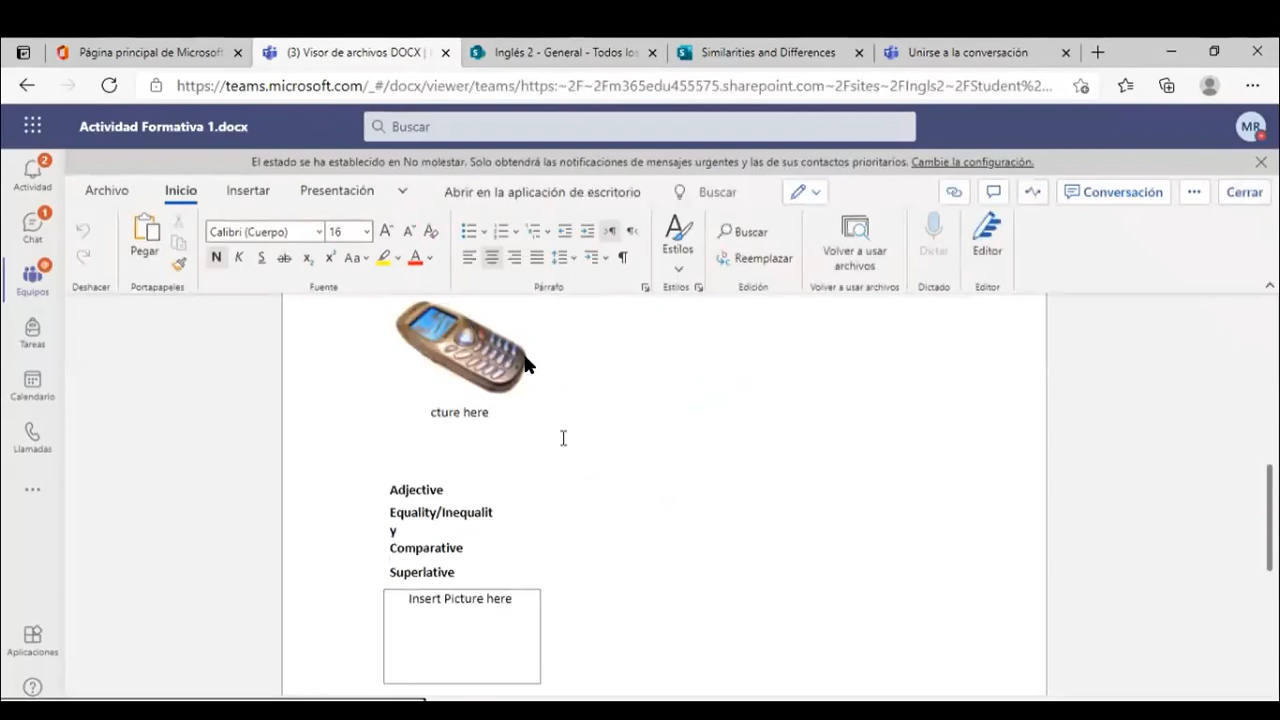 Página principal de Microsoft
(3) Visor de archivos DOCX |
Inglés 2 - General - Todos los
Similarities and Differences
Unirse a la conversación
https://teams.microsoft.com/_#/docx/viewer/teams/https:~2F~2Fm365edu455575.sharepoint.com~2Fsites~2FIngls2~2FStudent%2...
Actividad Formativa 1.docx
Buscar
MR
El estado se ha establecido en No molestar. Solo obtendrá las notificaciones de mensajes urgentes y las de sus contactos prioritarios. Cambie la configuración.
2
Actividad
1
Chat
Equipos
Tareas
Calendario
Llamadas
Aplicaciones
Archivo
Inicio
Insertar
Presentación
Abrir en la aplicación de escritorio
Buscar
Conversación
Cerrar
Calibri (Cuerpo)
16
Pegar
N K S ab x₂ x² Aa A
Estilos
Buscar
Reemplazar
Volver a usar
archivos
Dictar
Editor
Deshacer
Portapapeles
Fuente
Párrafo
Estilos
Edición
Volver a usar archivos
Dictado
Editor
cture here
Adjective
Equality/Inequalit
y
Comparative
Superlative
Insert Picture here